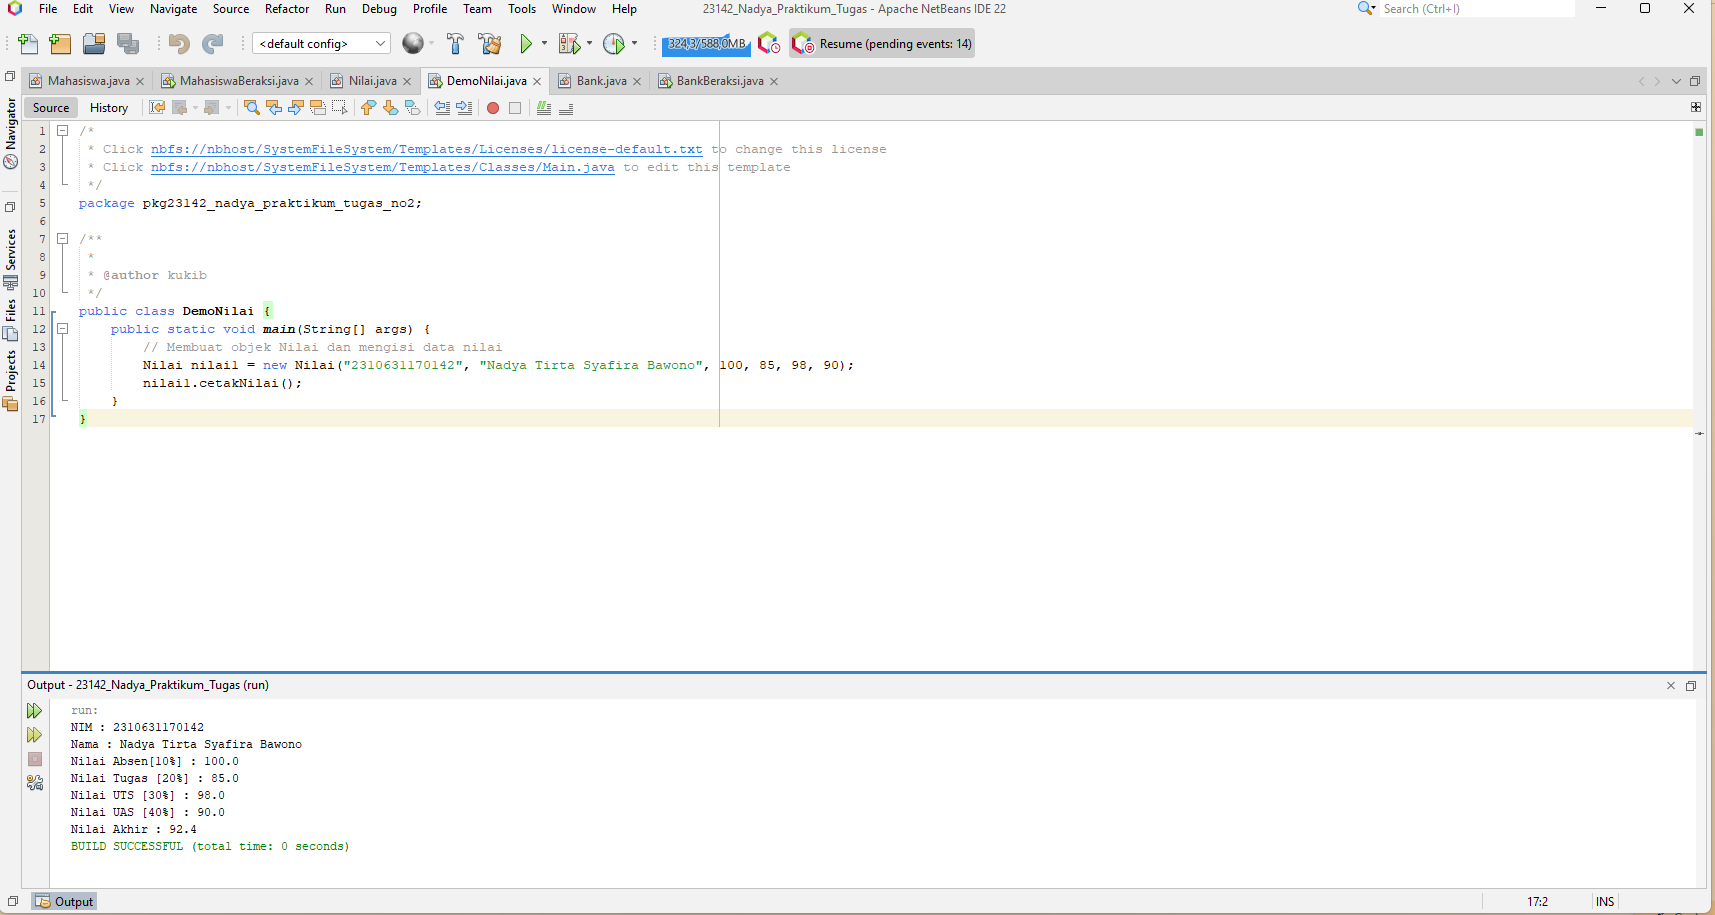 File Edit View Navigate Source Refactor Run Debug Profile Team Tools Window Help
23142_Nadya_Praktikum_Tugas - Apache NetBeans IDE 22
Search (Ctrl+I)
<default config>
324,3/588,0MB
Resume (pending events: 14)
Mahasiswa.java
MahasiswaBeraksi.java
Nilai.java
DemoNilai.java
Bank.java
BankBeraksi.java
Source History
Navigator
Services
Files
Projects
1 /*
2 * Click nbfs://nbhost/SystemFileSystem/Templates/Licenses/license-default.txt to change this license
3 * Click nbfs://nbhost/SystemFileSystem/Templates/Classes/Main.java to edit this template
4 */
5 package pkg23142_nadya_praktikum_tugas_no2;
6
7 /**
8 *
9 * @author kukib
10 */
11 public class DemoNilai {
12 public static void main(String[] args) {
13 // Membuat objek Nilai dan mengisi data nilai
14 Nilai nilai1 = new Nilai("2310631170142", "Nadya Tirta Syafira Bawono", 100, 85, 98, 90);
15 nilai1.cetakNilai();
16 }
17 }
Output - 23142_Nadya_Praktikum_Tugas (run)
run:
NIM : 2310631170142
Nama : Nadya Tirta Syafira Bawono
Nilai Absen[10%] : 100.0
Nilai Tugas [20%] : 85.0
Nilai UTS [30%] : 98.0
Nilai UAS [40%] : 90.0
Nilai Akhir : 92.4
BUILD SUCCESSFUL (total time: 0 seconds)
Output
17:2 INS